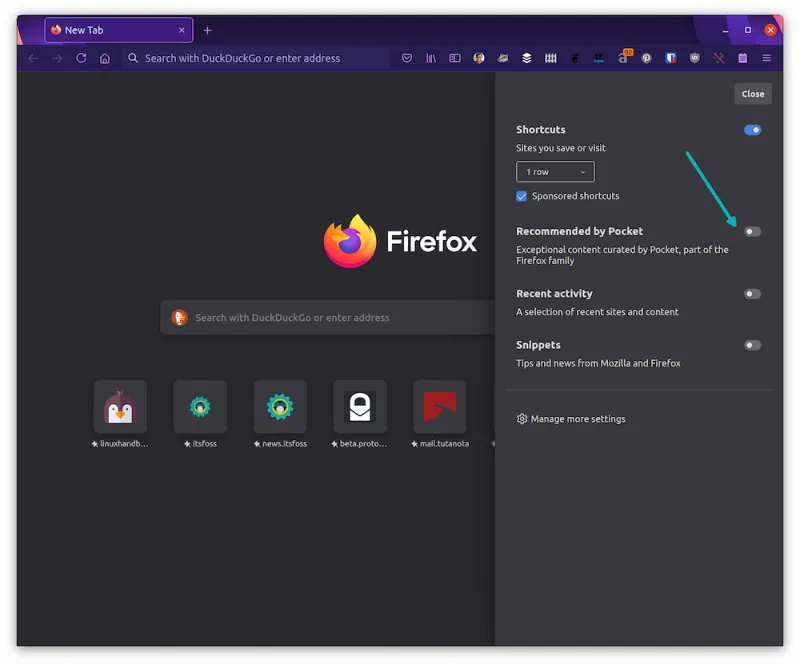 New Tab
Search with DuckDuckGo or enter address
Close
Shortcuts
Sites you save or visit
1 row
Sponsored shortcuts
Recommended by Pocket
Exceptional content curated by Pocket, part of the
Firefox family
Recent activity
A selection of recent sites and content
Snippets
Tips and news from Mozilla and Firefox
Manage more settings
Firefox
Search with DuckDuckGo or enter address
linuxhandb...
itsfoss
news.itsfoss
beta.proto...
mail.tutanota